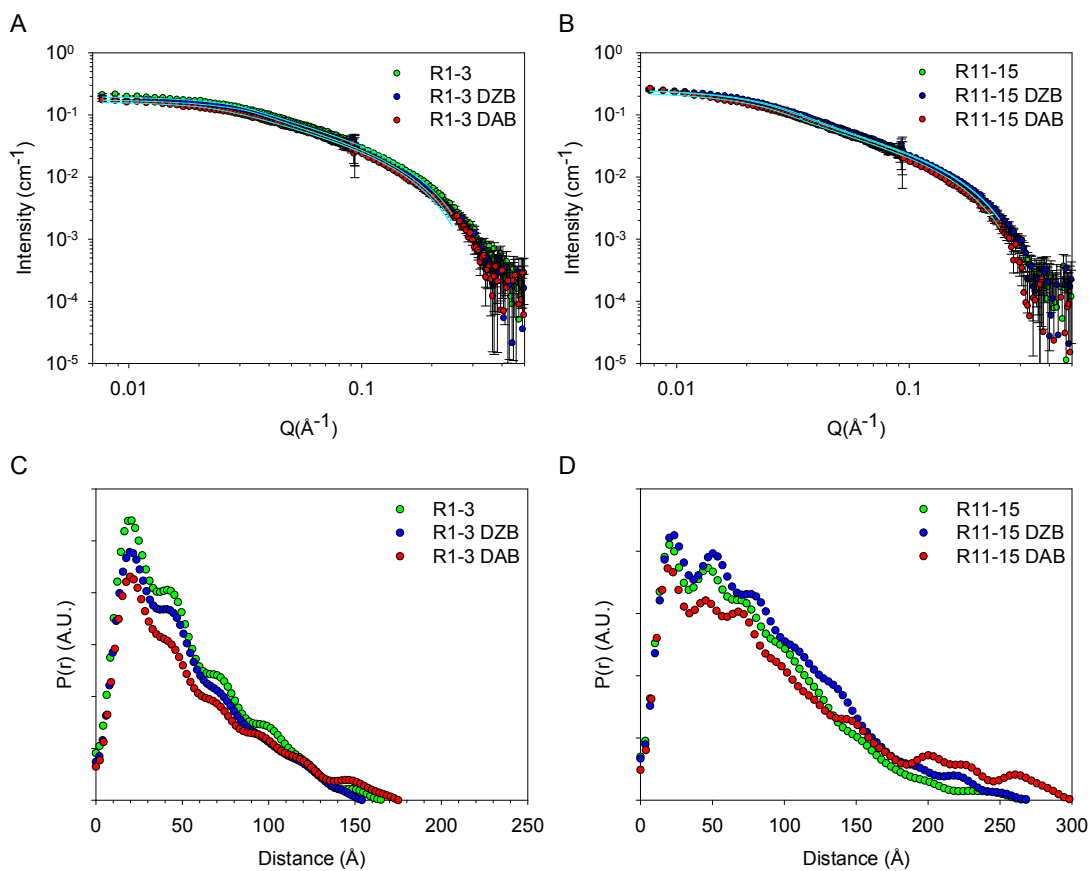 A
10⁰
10⁻¹
10⁻²
10⁻³
10⁻⁴
10⁻⁵
Intensity (cm⁻¹)
R1-3
R1-3 DZB
R1-3 DAB
0.01 0.1
Q(Å⁻¹)
B
10⁰
10⁻¹
10⁻²
10⁻³
10⁻⁴
10⁻⁵
Intensity (cm⁻¹)
R11-15
R11-15 DZB
R11-15 DAB
0.01 0.1
Q(Å⁻¹)
C
P(r) (A.U.)
R1-3
R1-3 DZB
R1-3 DAB
0 50 100 150 200 250
Distance (Å)
D
P(r) (A.U.)
R11-15
R11-15 DZB
R11-15 DAB
0 50 100 150 200 250 300
Distance (Å)